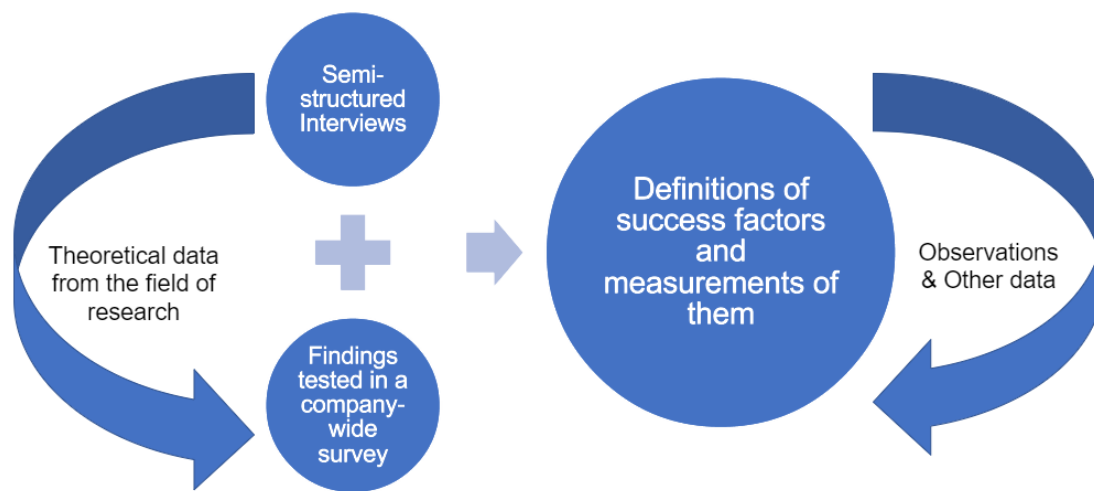 Semi-
structured
Interviews
Theoretical data
from the field of
research
Findings
tested in a
company-
wide
survey
Definitions of
success factors
and
measurements of
them
Observations
& Other data